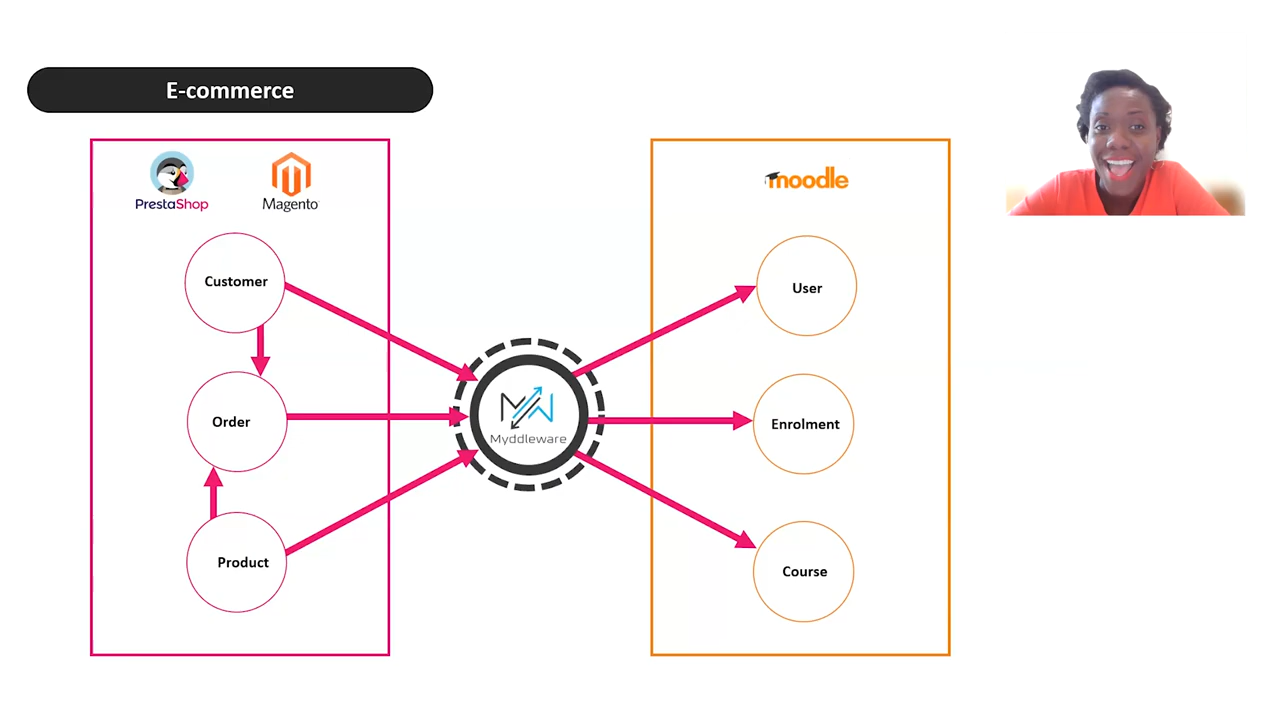 E-commerce
PrestaShop
Magento
moodle
Customer
User
Order
Myddleware
Enrolment
Product
Course